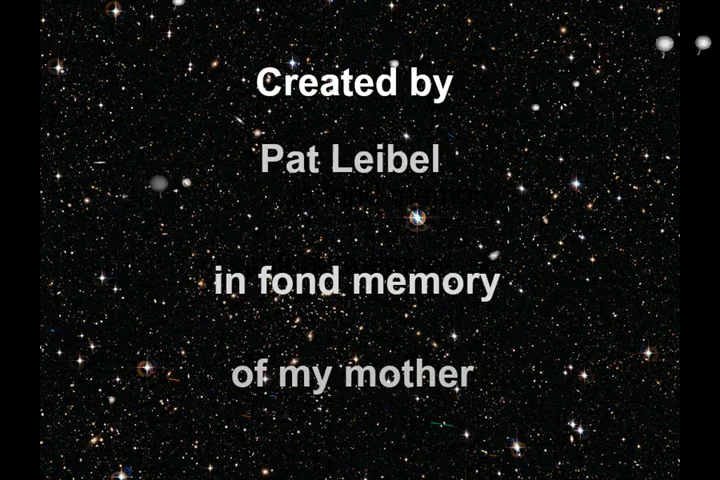 Created by
Pat Leibel
in fond memory
of my mother